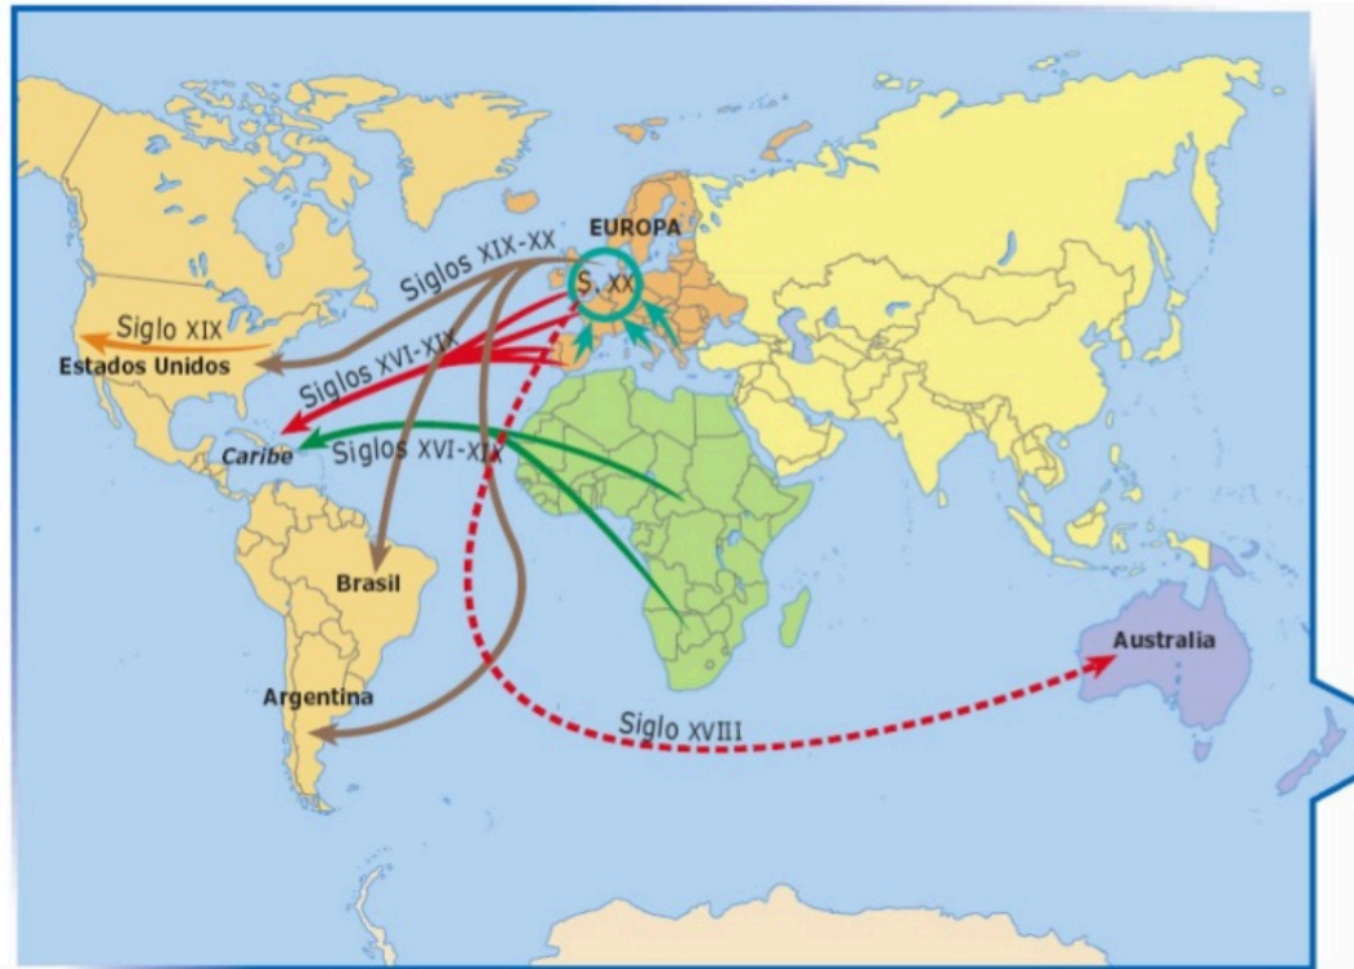 EUROPA
Siglos XIX-XX
S. XX
Siglo XIX
Estados Unidos
Siglos XVI-XIX
Caribe
Siglos XVI-XIX
Brasil
Australia
Argentina
Siglo XVIII